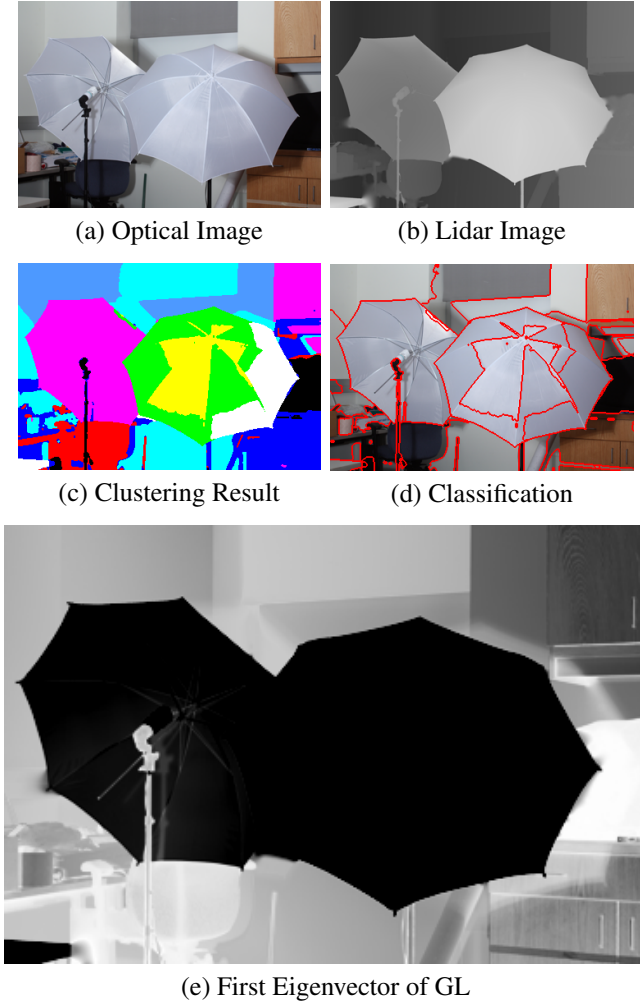 (a) Optical Image
(b) Lidar Image
(c) Clustering Result
(d) Classification
(e) First Eigenvector of GL